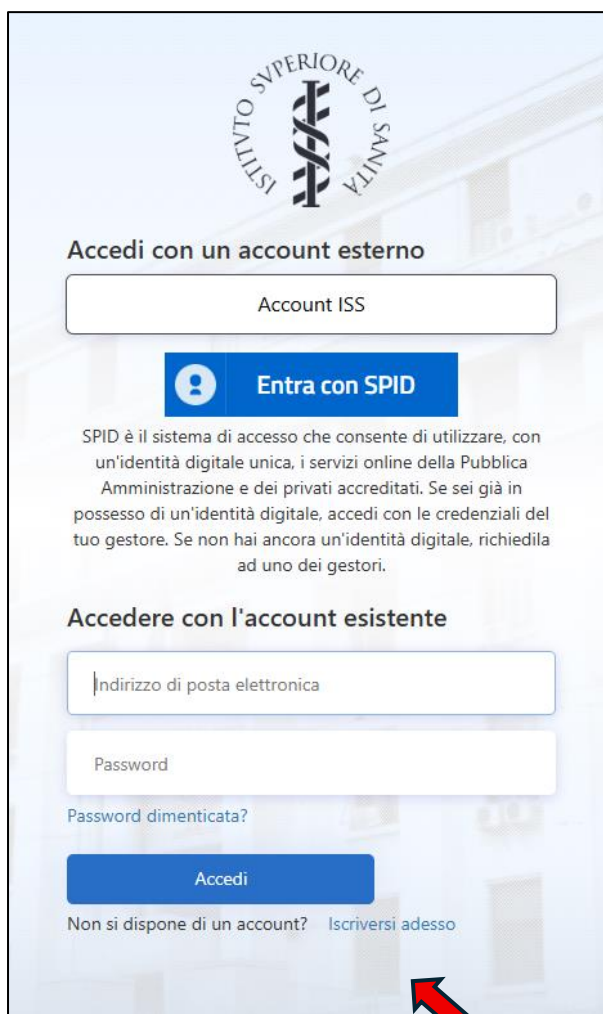 ISTITVTO SVPERIORE DI SANITÀ
Accedi con un account esterno
Account ISS
Entra con SPID
SPID è il sistema di accesso che consente di utilizzare, con
un'identità digitale unica, i servizi online della Pubblica
Amministrazione e dei privati accreditati. Se sei già in
possesso di un'identità digitale, accedi con le credenziali del
tuo gestore. Se non hai ancora un'identità digitale, richiedila
ad uno dei gestori.
Accedere con l'account esistente
Indirizzo di posta elettronica
Password
Password dimenticata?
Accedi
Non si dispone di un account? Iscriversi adesso